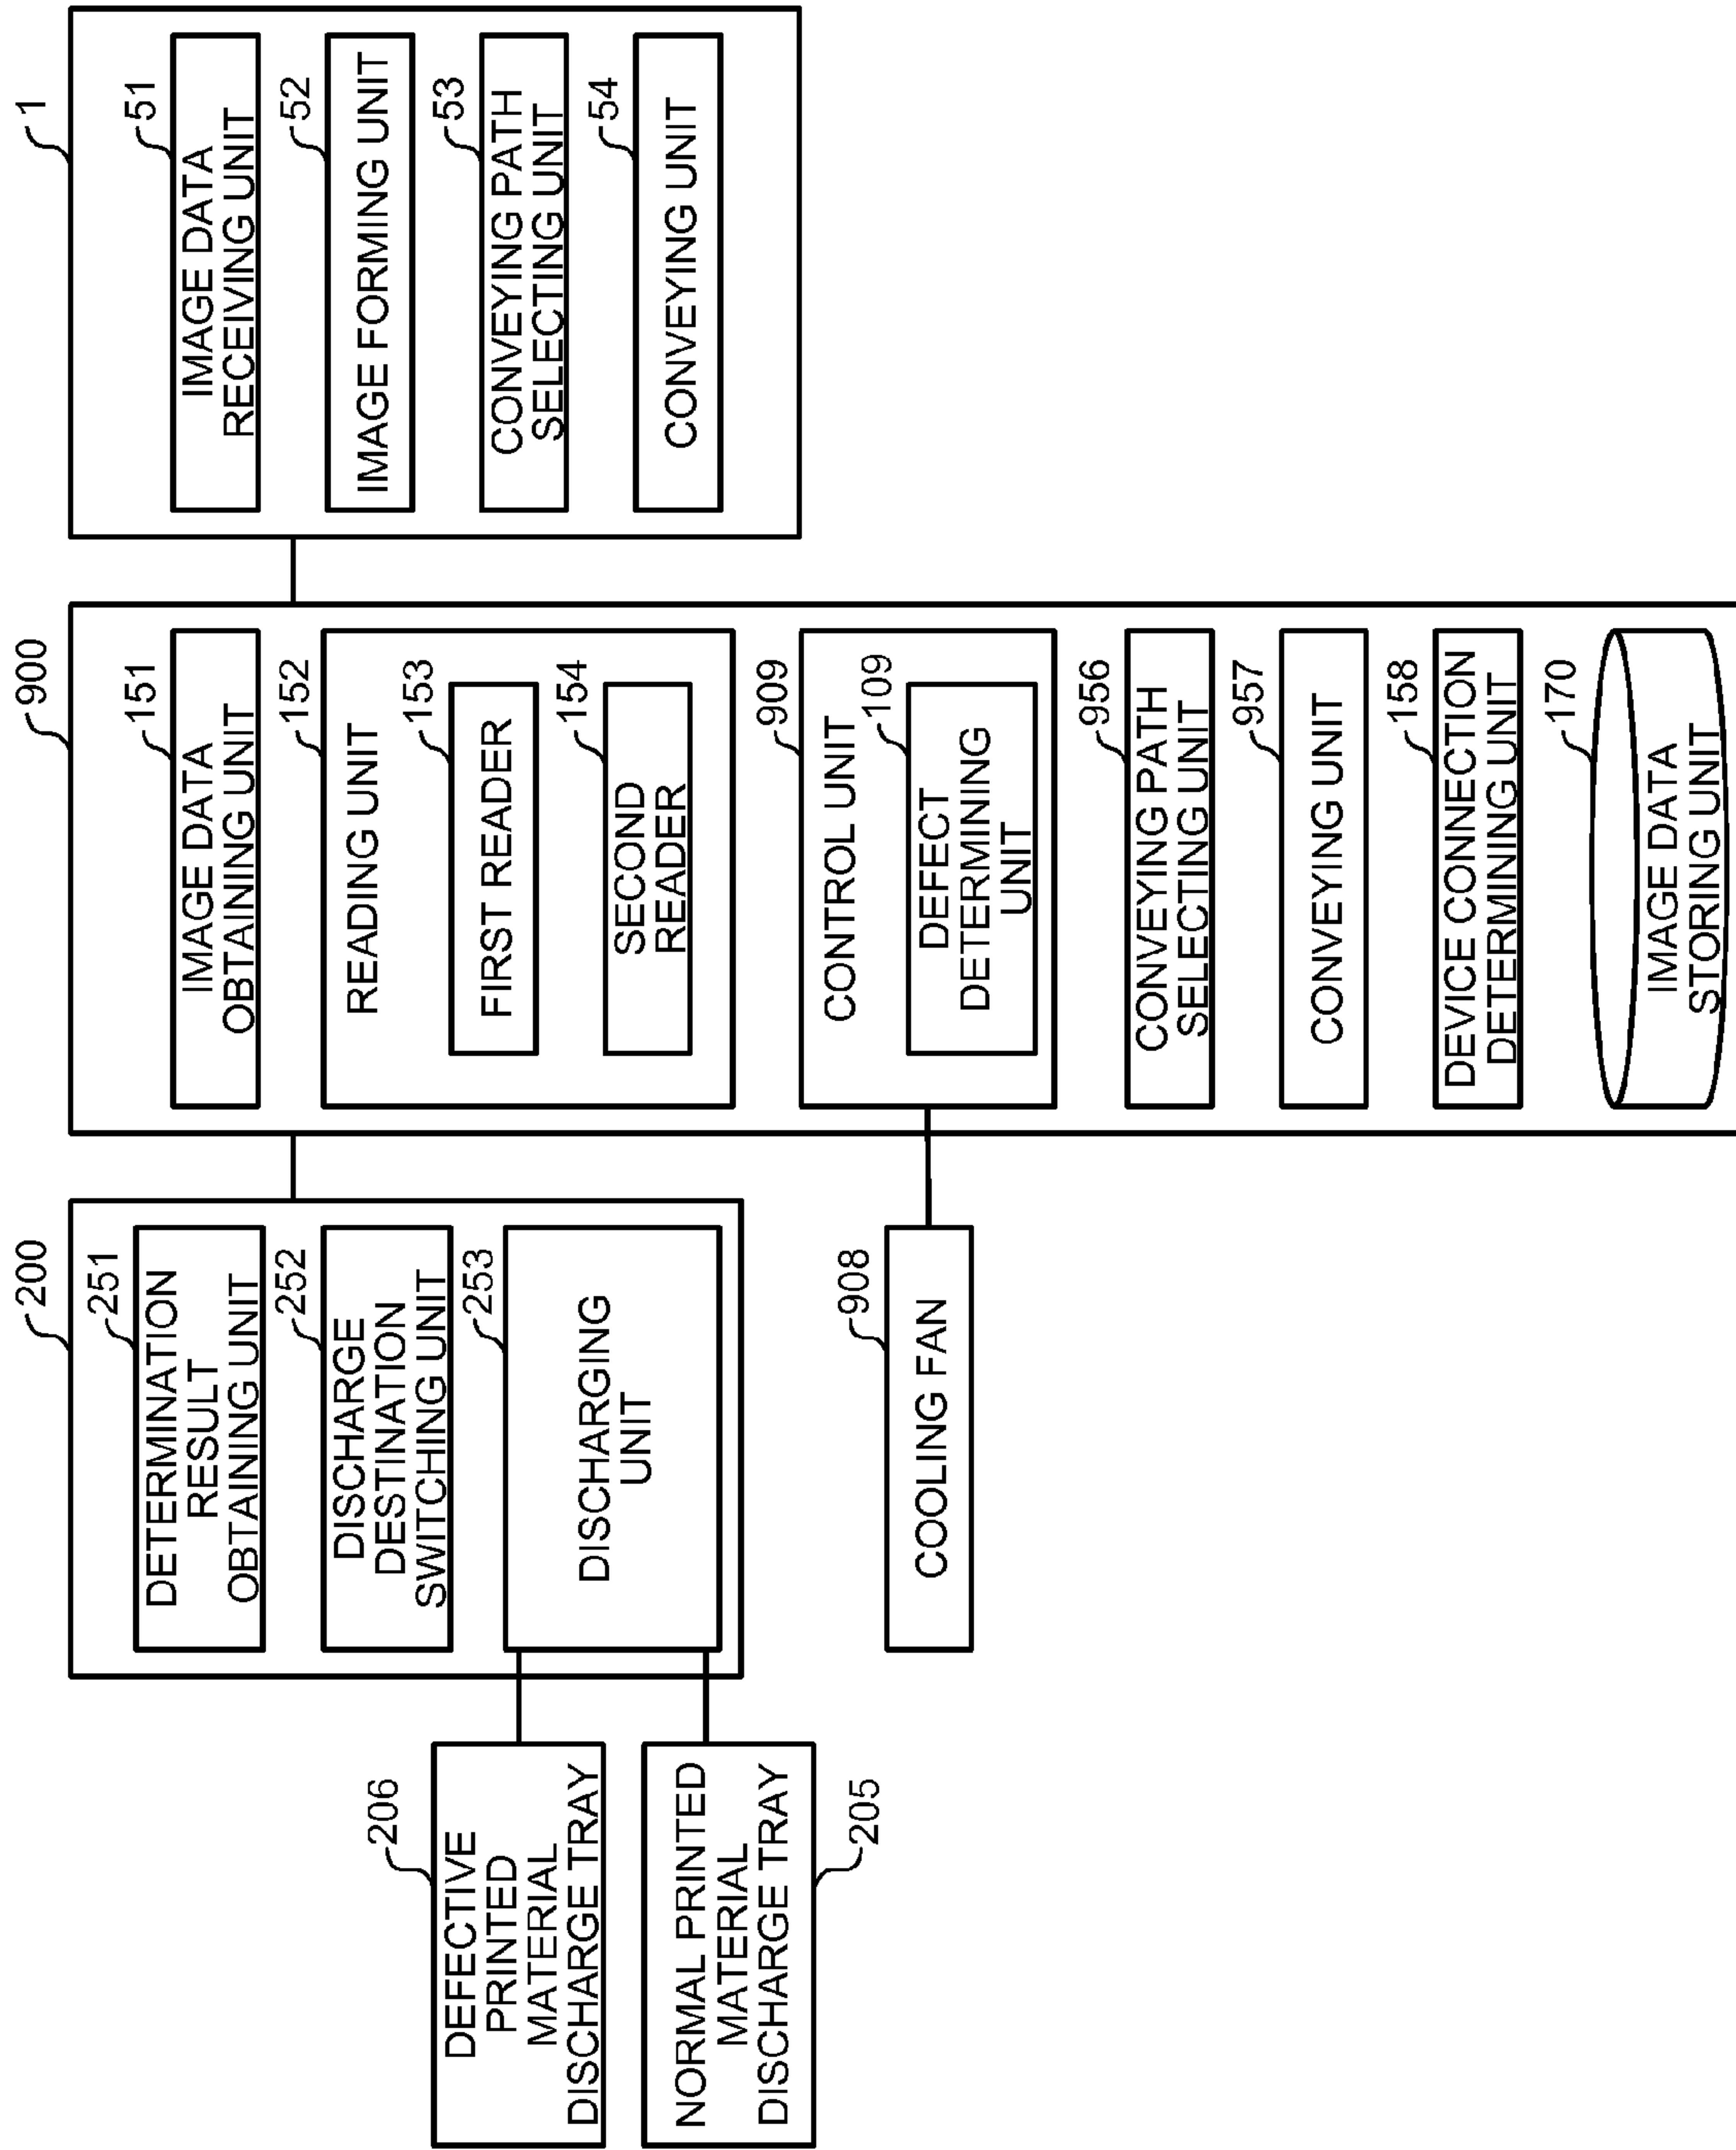 1
51
IMAGE DATA
RECEIVING UNIT
52
IMAGE FORMING UNIT
53
CONVEYING PATH
SELECTING UNIT
54
CONVEYING UNIT
900
151
IMAGE DATA
OBTAINING UNIT
152
READING UNIT
153
FIRST READER
154
SECOND
READER
909
CONTROL UNIT
109
DEFECT
DETERMINING
UNIT
956
CONVEYING PATH
SELECTING UNIT
957
CONVEYING UNIT
158
DEVICE CONNECTION
DETERMINING UNIT
170
IMAGE DATA
STORING UNIT
200
251
DETERMINATION
RESULT
OBTAINING UNIT
252
DISCHARGE
DESTINATION
SWITCHING UNIT
253
DISCHARGING
UNIT
908
COOLING FAN
206
DEFECTIVE
PRINTED
MATERIAL
DISCHARGE TRAY
NORMAL PRINTED
MATERIAL
DISCHARGE TRAY
205